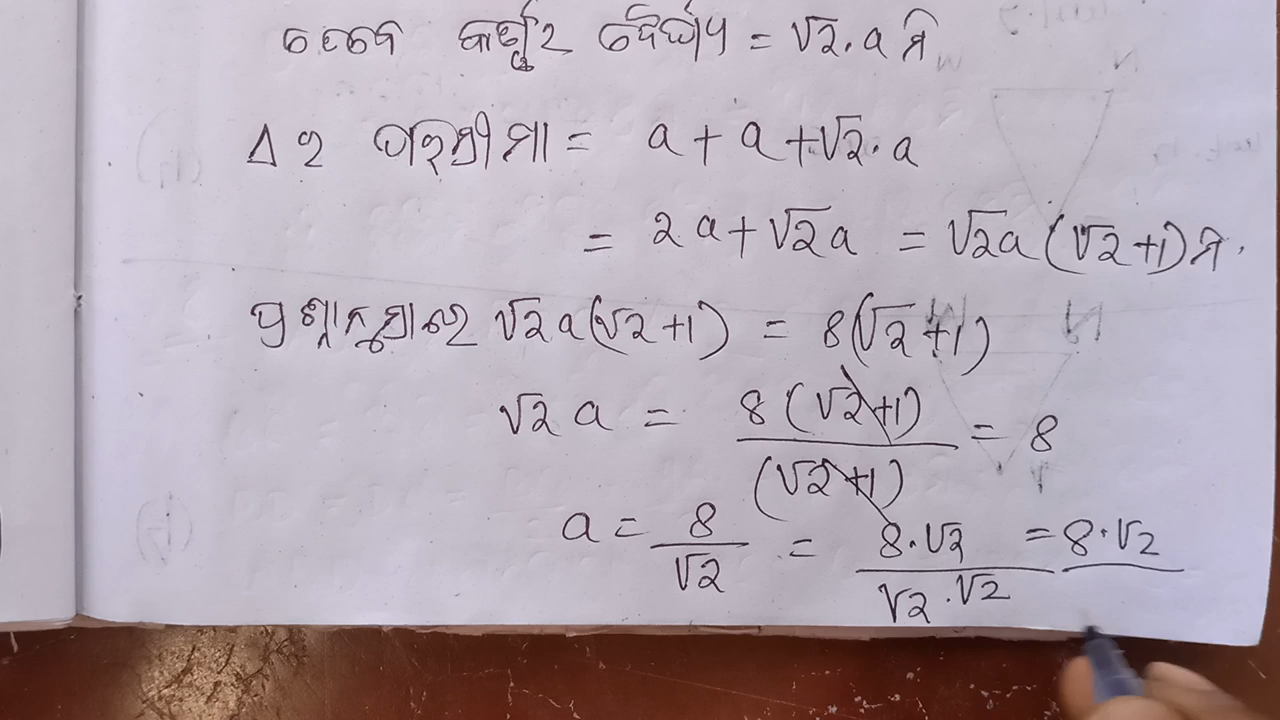 ତେବେ କର୍ଣ୍ଣର ଦୈର୍ଘ୍ୟ = √2.a ମି
Δ ର ପରିସୀମା = a + a + √2.a
= 2a + √2a = √2a (√2+1) ମି.
ପ୍ରଶ୍ନାନୁସାରେ √2a(√2+1) = 8(√2+1)
√2 a = 8(√2+1) / (√2+1) = 8
a = 8 / √2 = 8.√2 / √2.√2 = 8.√2